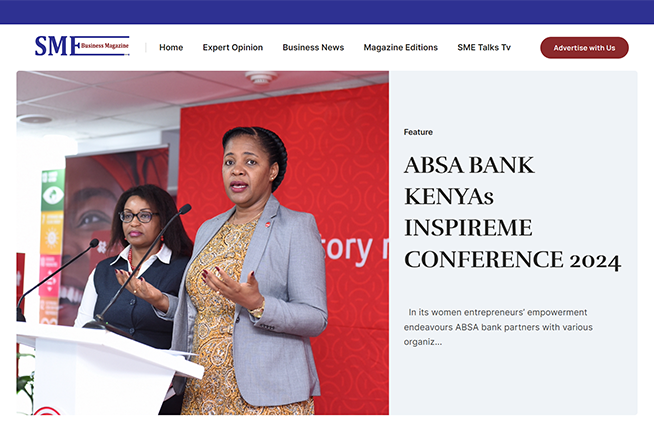 SME Business Magazine
Home
Expert Opinion
Business News
Magazine Editions
SME Talks Tv
Advertise with Us
Feature
ABSA BANK
KENYAs
INSPIREME
CONFERENCE 2024
In its women entrepreneurs' empowerment
endeavours ABSA bank partners with various
organiz...
tory